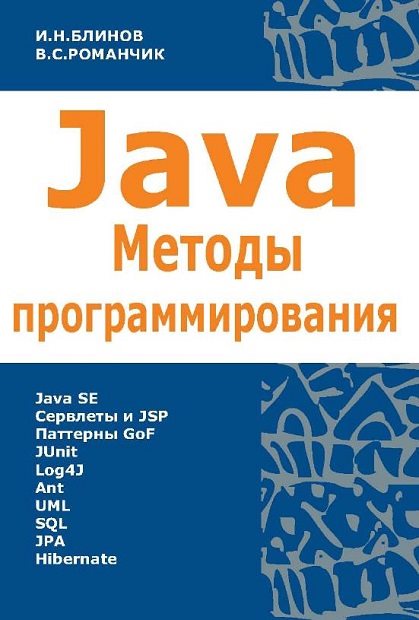 И.Н.БЛИНОВ
В.С.РОМАНЧИК
Java
Методы
программирования
Java SE
Сервлеты и JSP
Паттерны GoF
JUnit
Log4J
Ant
UML
SQL
JPA
Hibernate